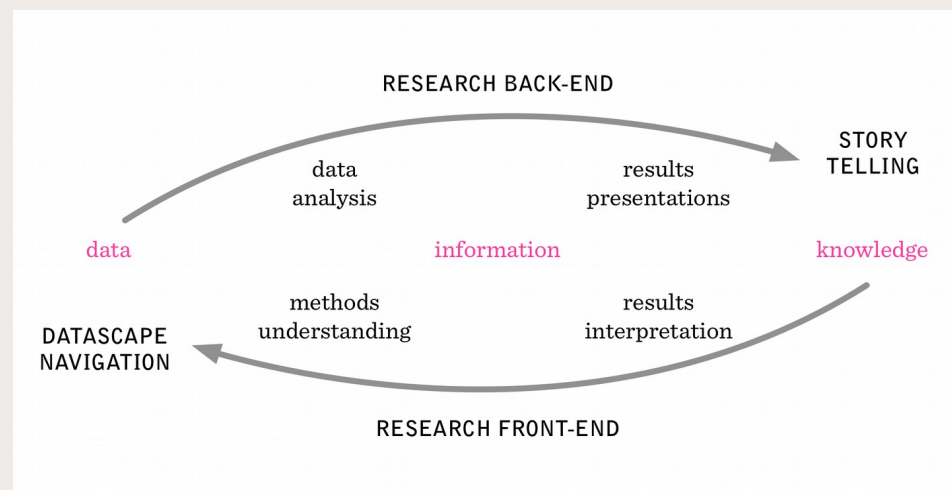 RESEARCH BACK-END
STORY
TELLING
data
analysis
results
presentations
data
information
knowledge
methods
understanding
results
interpretation
DATASCAPE
NAVIGATION
RESEARCH FRONT-END